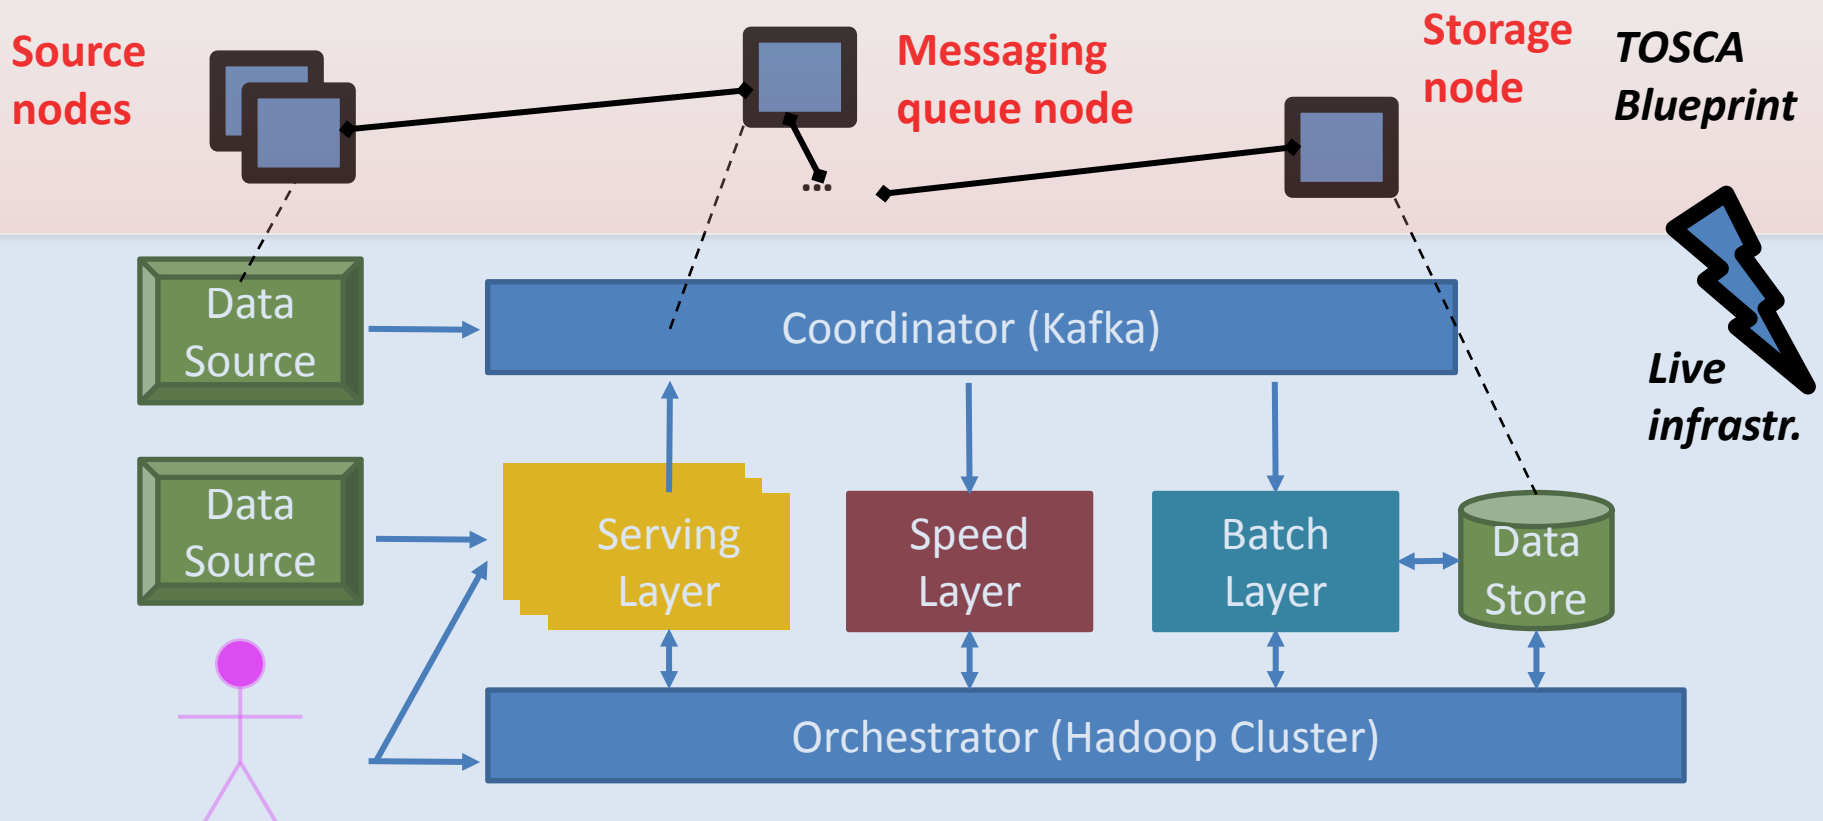 Source
nodes
Messaging
queue node
Storage
node
TOSCA
Blueprint
...
Data
Source
Coordinator (Kafka)
Live
infrastr.
Data
Source
Serving
Layer
Speed
Layer
Batch
Layer
Data
Store
Orchestrator (Hadoop Cluster)